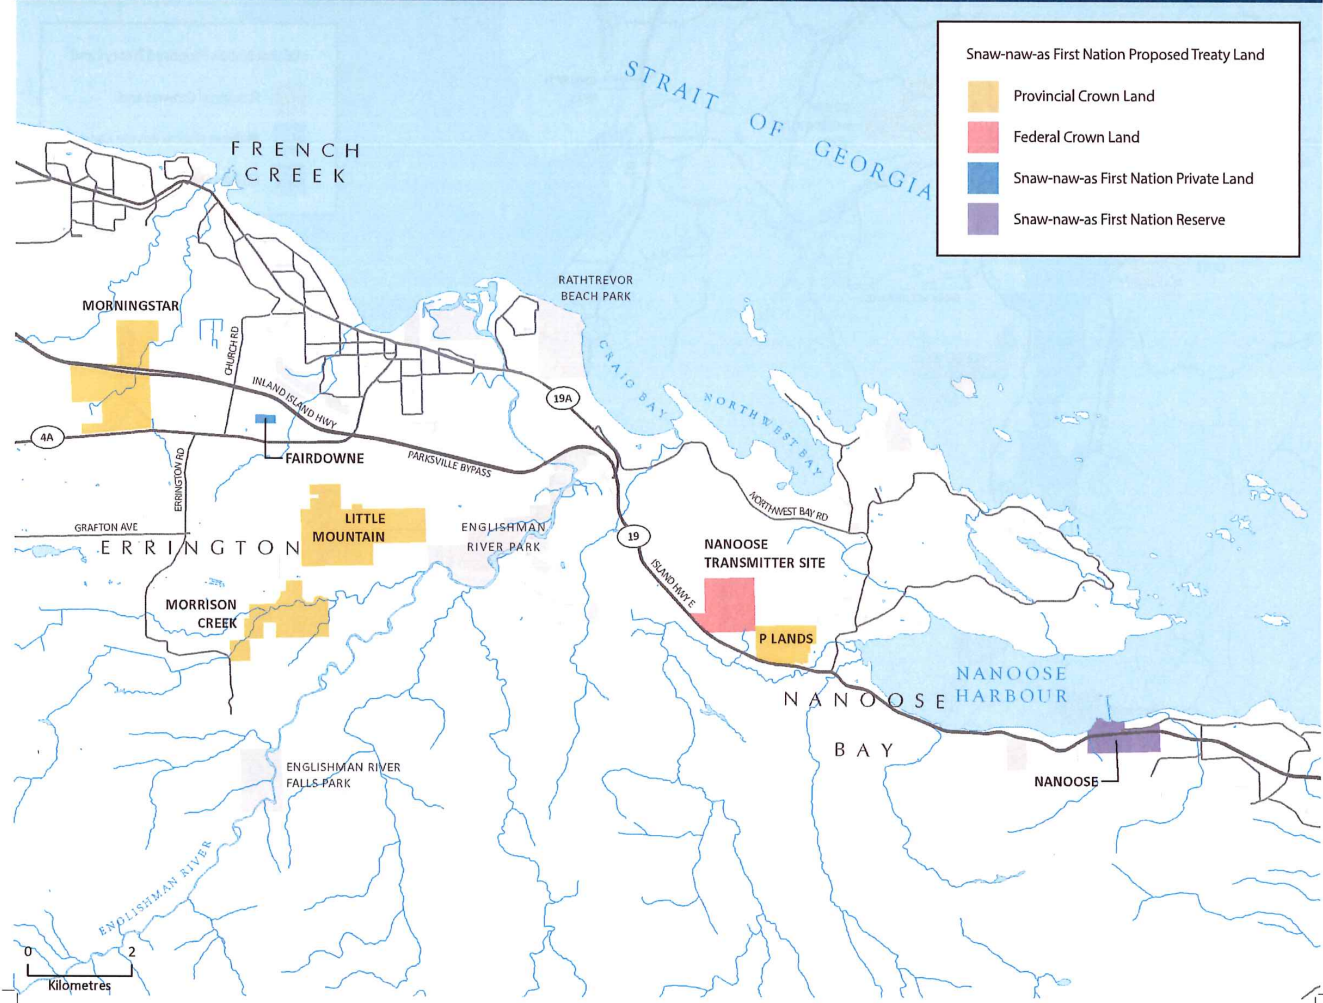 Snaw-naw-as First Nation Proposed Treaty Land
Provincial Crown Land
Federal Crown Land
Snaw-naw-as First Nation Private Land
Snaw-naw-as First Nation Reserve
STRAIT OF GEORGIA
FRENCH
CREEK
RATHTREVOR
BEACH PARK
MORNINGSTAR
CHURCH RD
CRAIG BAY
INLAND ISLAND HWY
19A
NORTHWEST BAY
4A
FAIRDOWNE
PARKSVILLE BYPASS
ERRINGTON RD
NORTHWEST BAY RD
LITTLE
MOUNTAIN
GRAFTON AVE
ENGLISHMAN
RIVER PARK
19
ERRINGTON
NANOOSE
TRANSMITTER SITE
ISLAND HWY E
MORRISON
CREEK
P LANDS
NANOOSE
HARBOUR
NANOOSE
BAY
ENGLISHMAN RIVER
FALLS PARK
NANOOSE
ENGLISHMAN RIVER
0 2
Kilometres